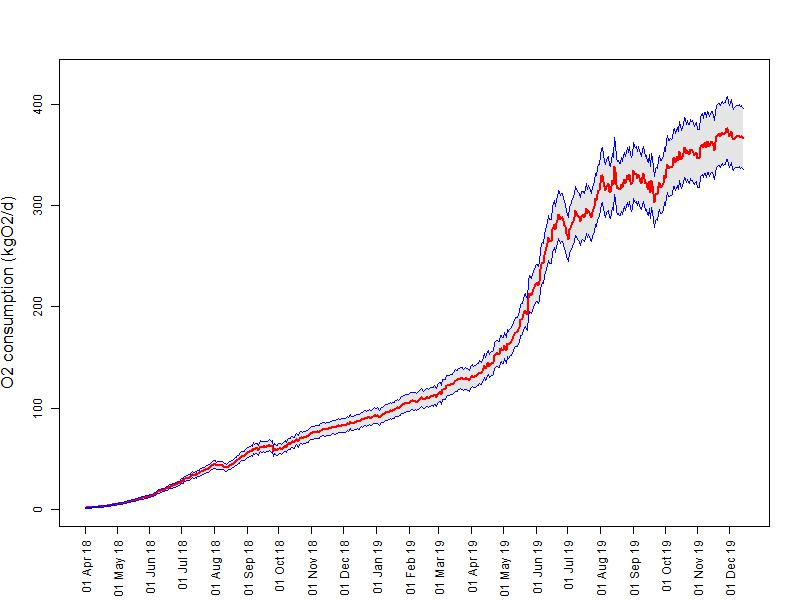 O2 consumption (kgO2/d)
400
300
200
100
0
01 Apr 18
01 May 18
01 Jun 18
01 Jul 18
01 Aug 18
01 Sep 18
01 Oct 18
01 Nov 18
01 Dec 18
01 Jan 19
01 Feb 19
01 Mar 19
01 Apr 19
01 May 19
01 Jun 19
01 Jul 19
01 Aug 19
01 Sep 19
01 Oct 19
01 Nov 19
01 Dec 19